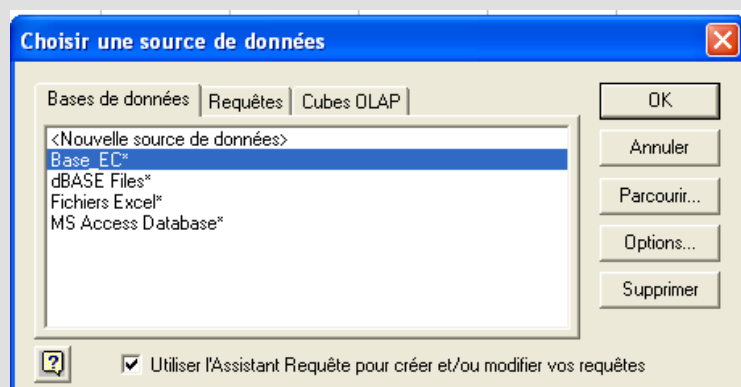 Choisir une source de données
Bases de données Requêtes Cubes OLAP
OK
<Nouvelle source de données>
Base_EC*
dBASE Files*
Fichiers Excel*
MS Access Database*
Annuler
Parcourir...
Options...
Supprimer
Utiliser l'Assistant Requête pour créer et/ou modifier vos requêtes